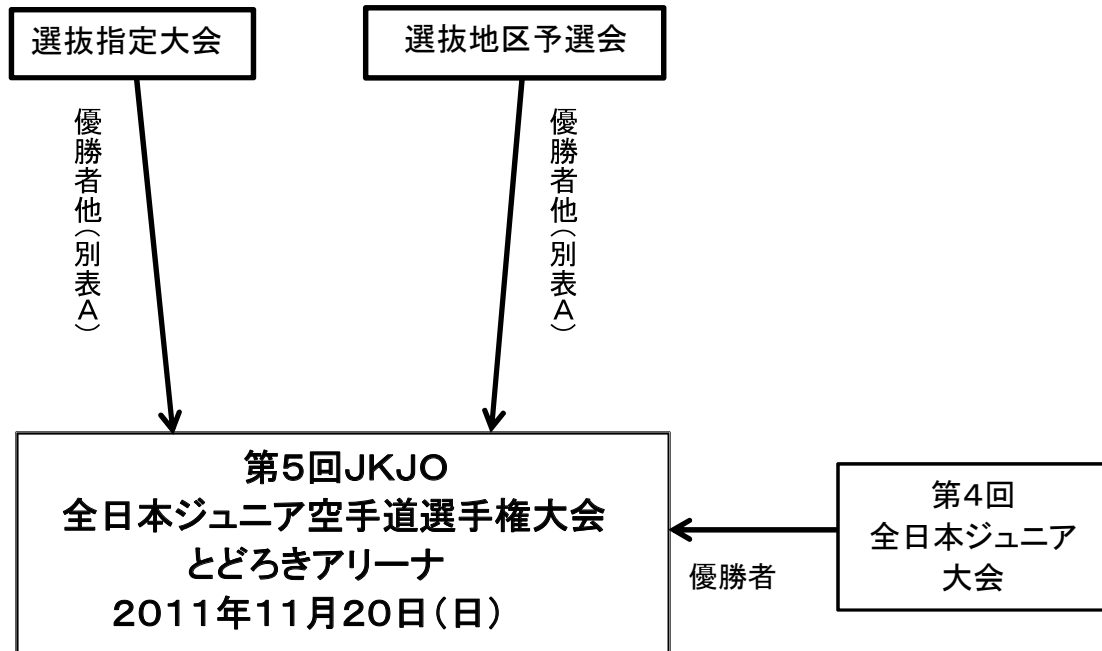 選抜指定大会
選抜地区予選会
優勝者他（別表A）
優勝者他（別表A）
第5回JKJO
全日本ジュニア空手道選手権大会
とどろきアリーナ
2011年11月20日（日）
優勝者
第4回
全日本ジュニア
大会